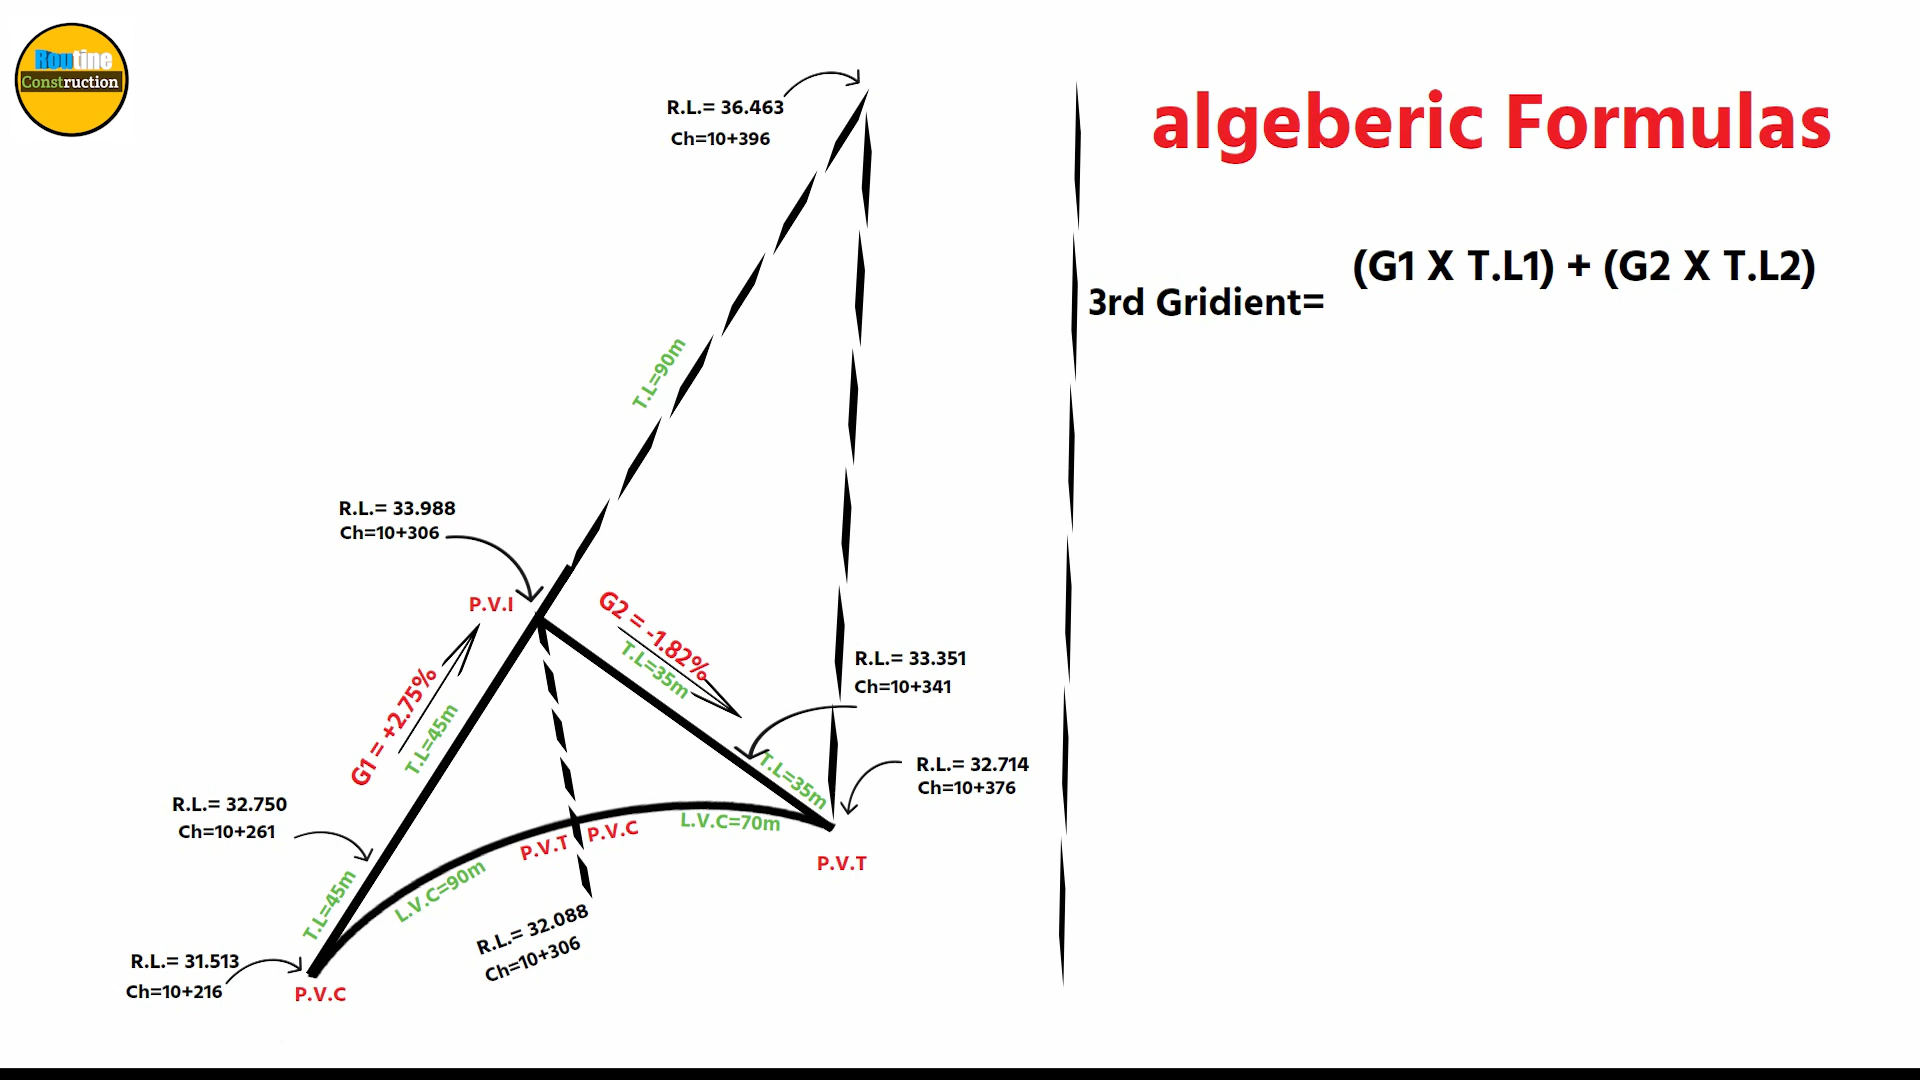 Routine
Construction
R.L.= 36.463
Ch=10+396
algeberic Formulas
(G1 X T.L1) + (G2 X T.L2)
3rd Gridient=
T.L=90m
R.L.= 33.988
Ch=10+306
P.V.I
G2 = -1.82%
T.L=35m
G1 = +2.75%
T.L=45m
R.L.= 33.351
Ch=10+341
T.L=35m
R.L.= 32.714
Ch=10+376
R.L.= 32.750
Ch=10+261
P.V.T P.V.C
L.V.C=70m
P.V.T
T.L=45m
L.V.C=90m
R.L.= 32.088
Ch=10+306
R.L.= 31.513
Ch=10+216
P.V.C